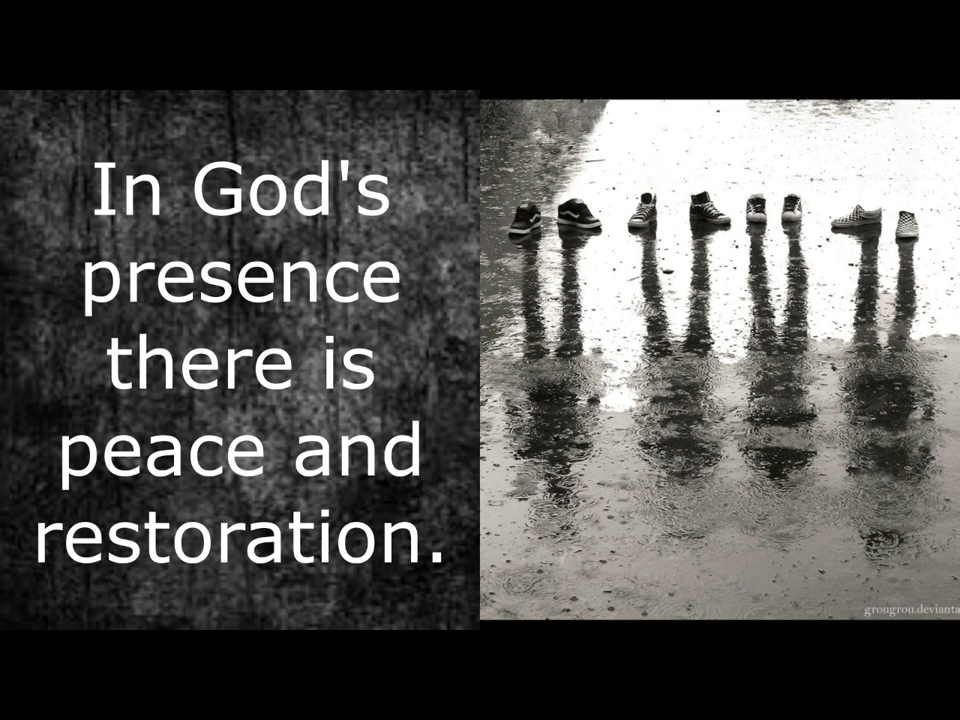 In God's
presence
there is
peace and
restoration.
grougrou.devianta